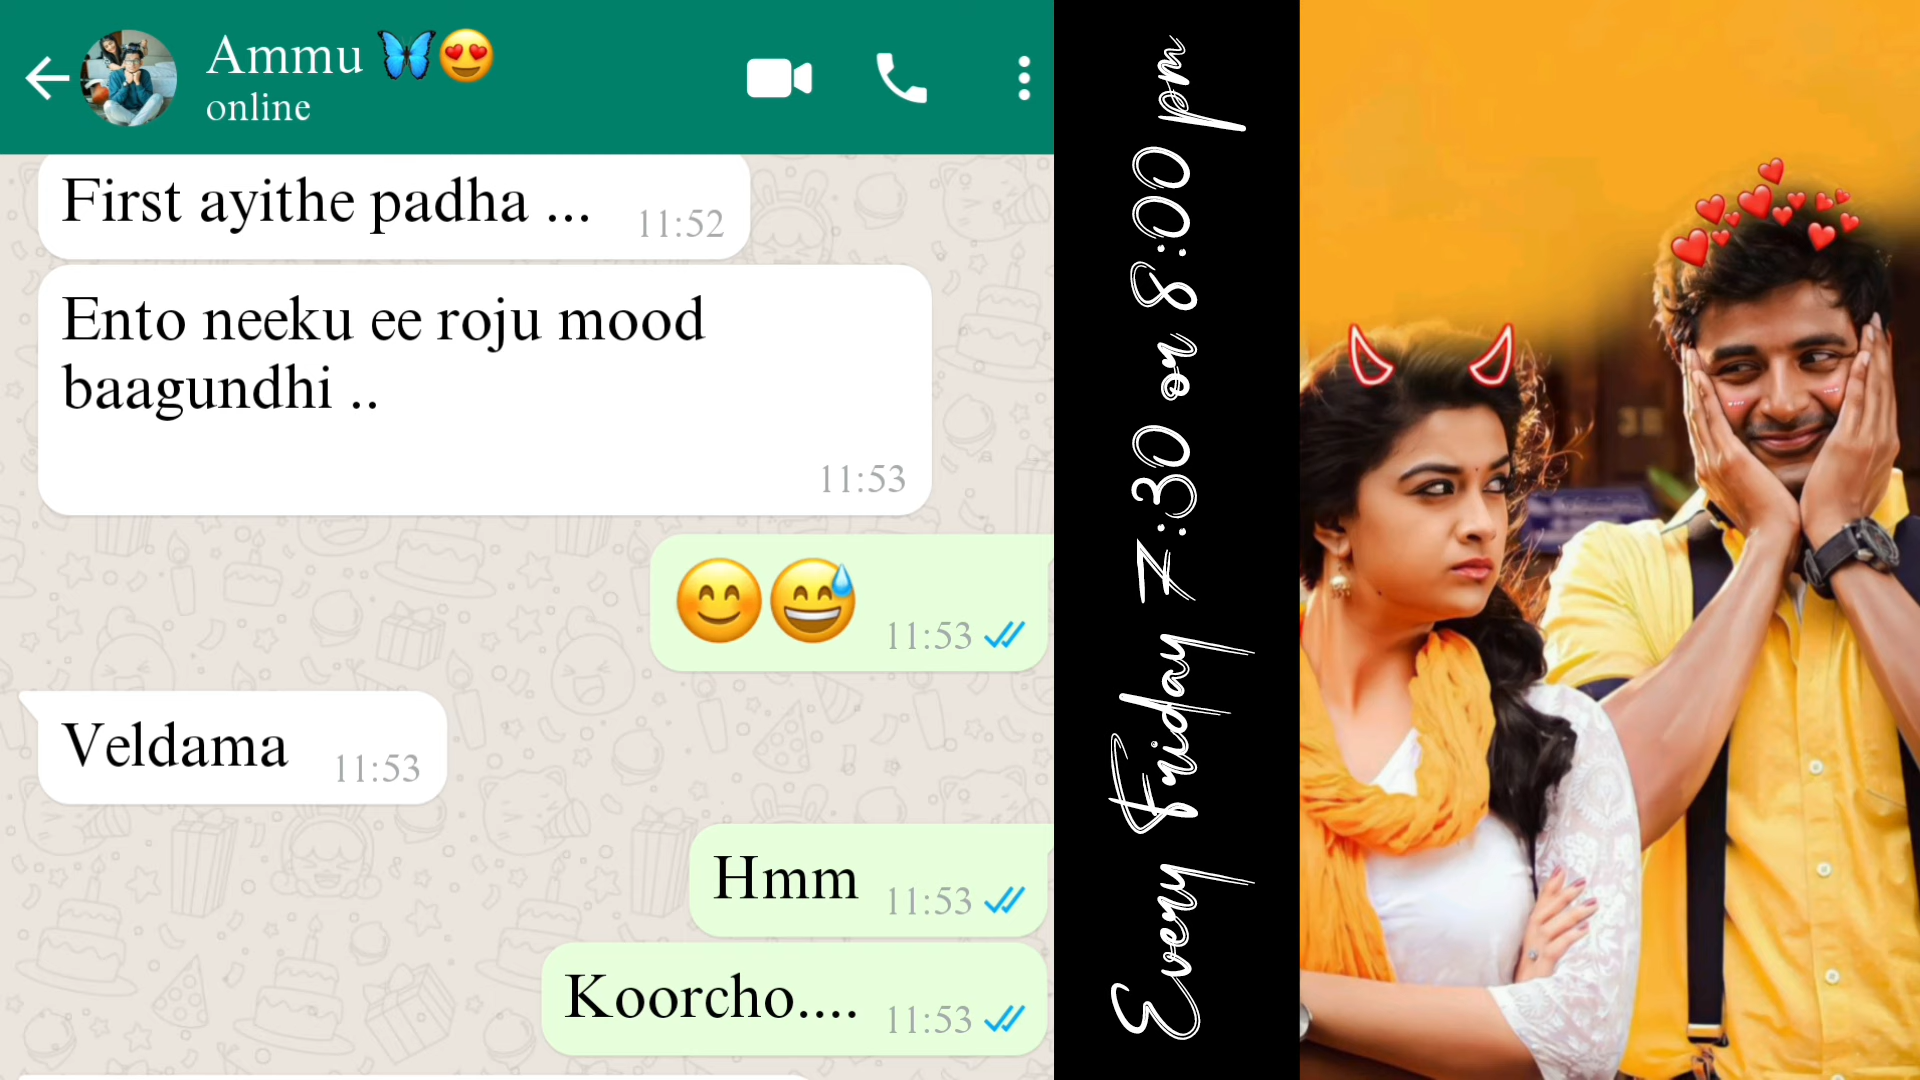 Ammu 🦋😍
online
First ayithe padha ... 11:52
Ento neeku ee roju mood
baagundhi ..
11:53
😊😅 11:53
Veldama 11:53
Hmm 11:53
Koorcho.... 11:53
Every Friday 7:30 or 8:00 pm